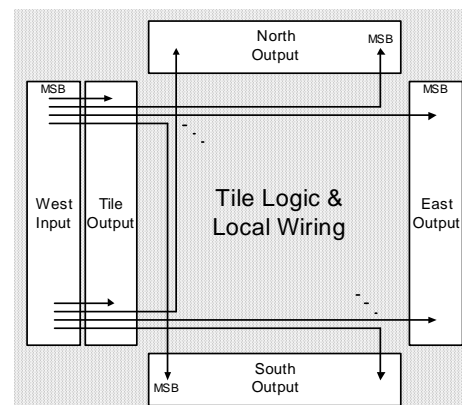 North
Output
MSB
MSB
MSB
West
Input
Tile
Output
Tile Logic &
Local Wiring
East
Output
MSB
South
Output